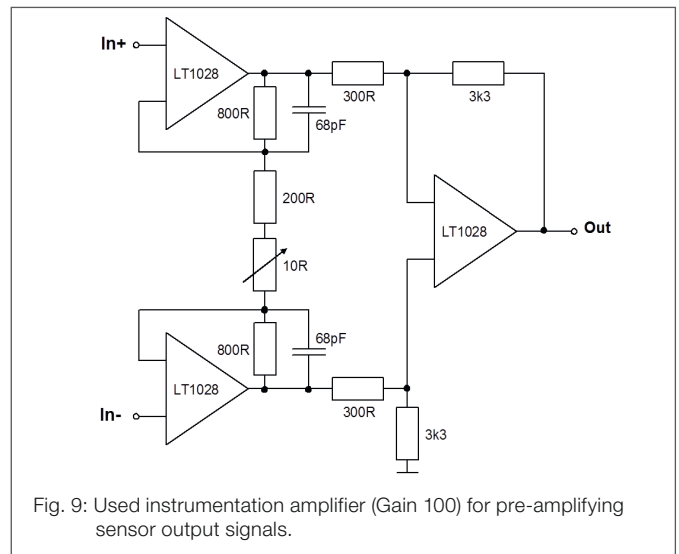 In+
LT1028
800R
68pF
300R
3k3
200R
10R
LT1028
Out
800R
68pF
LT1028
In-
300R
3k3
Fig. 9: Used instrumentation amplifier (Gain 100) for pre-amplifying
sensor output signals.